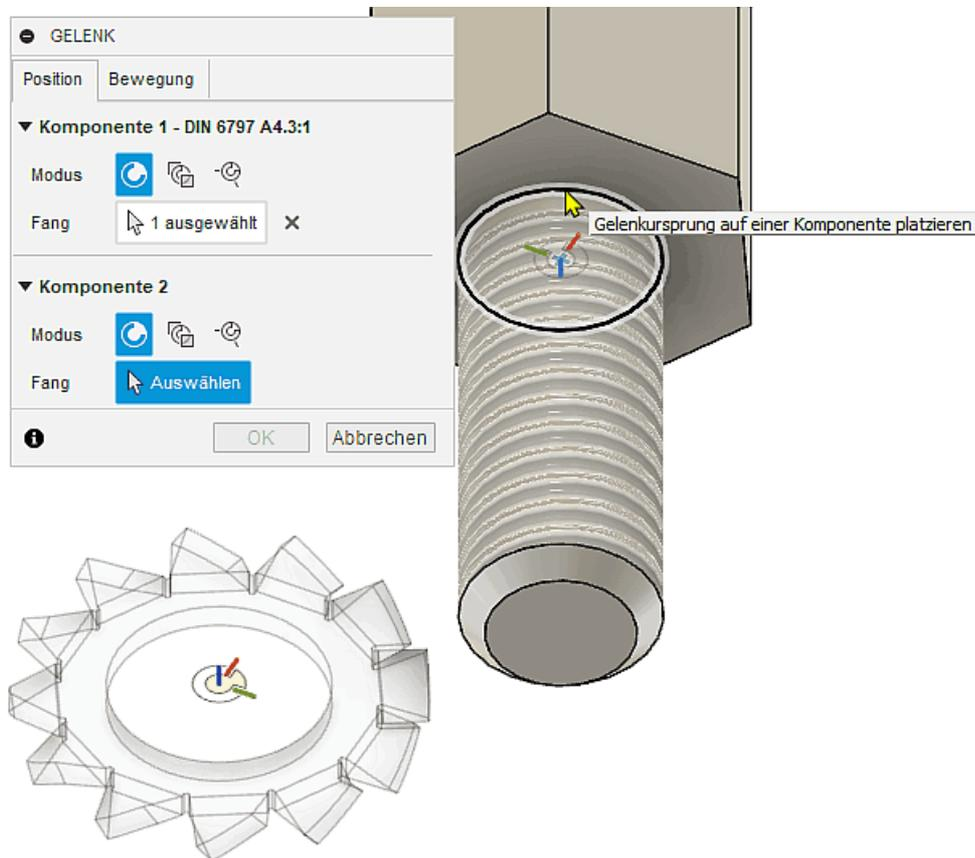 GELENK
Position Bewegung
Komponente 1 - DIN 6797 A4.3:1
Modus
Fang 1 ausgewählt
Gelenkursprung auf einer Komponente platzieren
Komponente 2
Modus
Fang Auswählen
OK Abbrechen